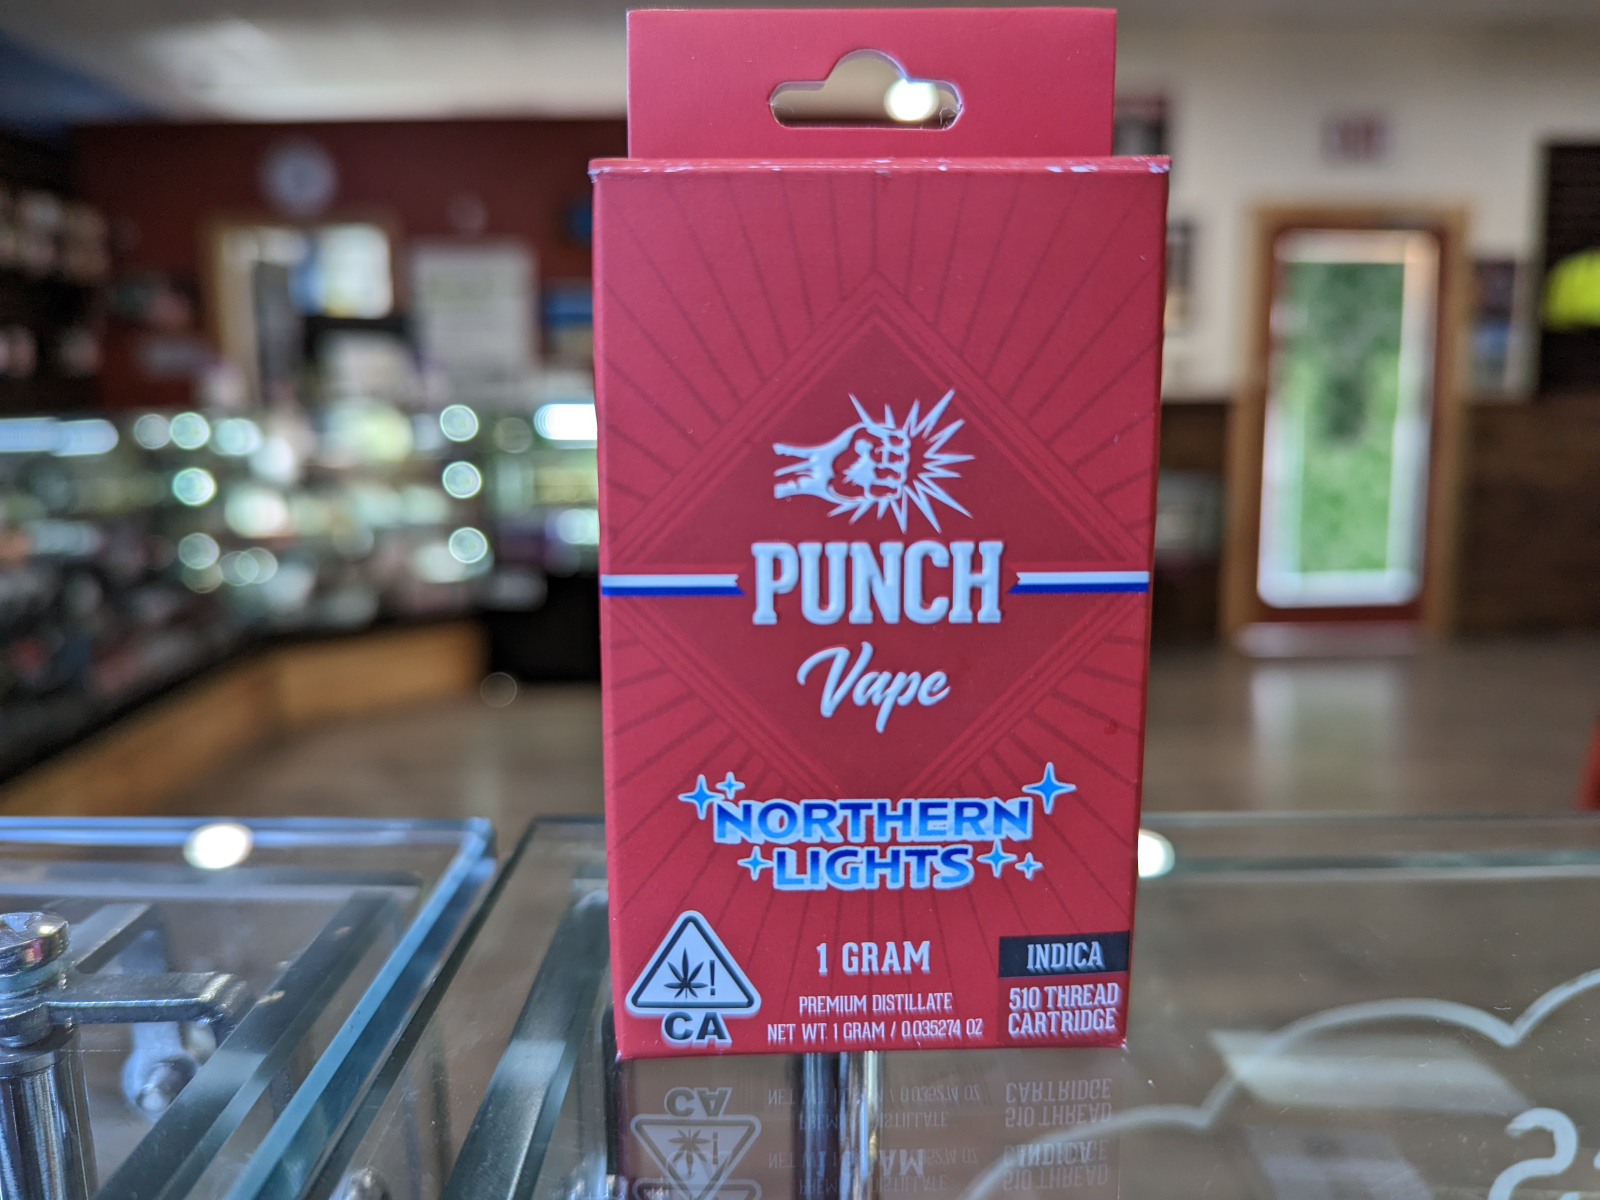 PUNCH
Vape
NORTHERN
LIGHTS
1 GRAM
PREMIUM DISTILLATE
NET WT 1 GRAM / 0.035274 OZ
INDICA
510 THREAD
CARTRIDGE
!
CA